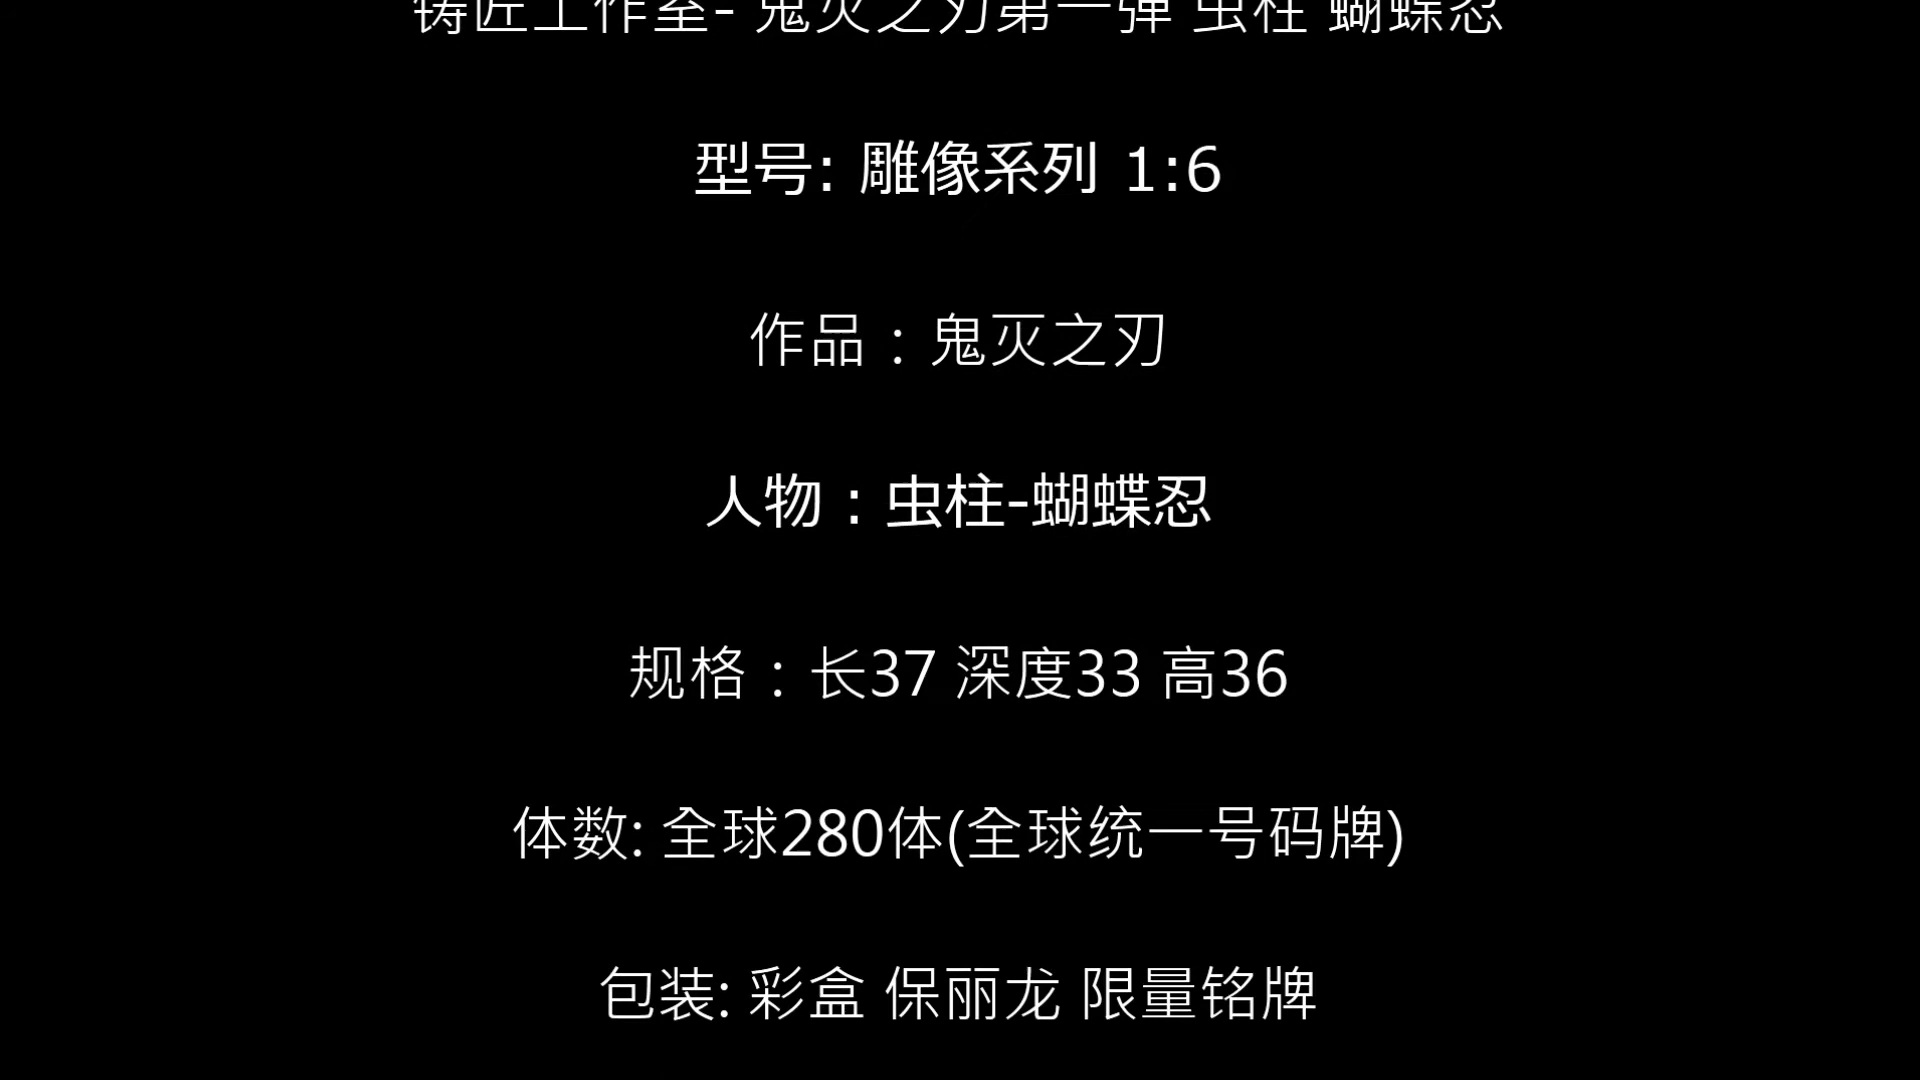 铸匠工作室- 鬼灭之刃第一弹 虫柱 蝴蝶忍
型号: 雕像系列 1:6
作品：鬼灭之刃
人物：虫柱-蝴蝶忍
规格：长37 深度33 高36
体数: 全球280体(全球统一号码牌)
包装: 彩盒 保丽龙 限量铭牌